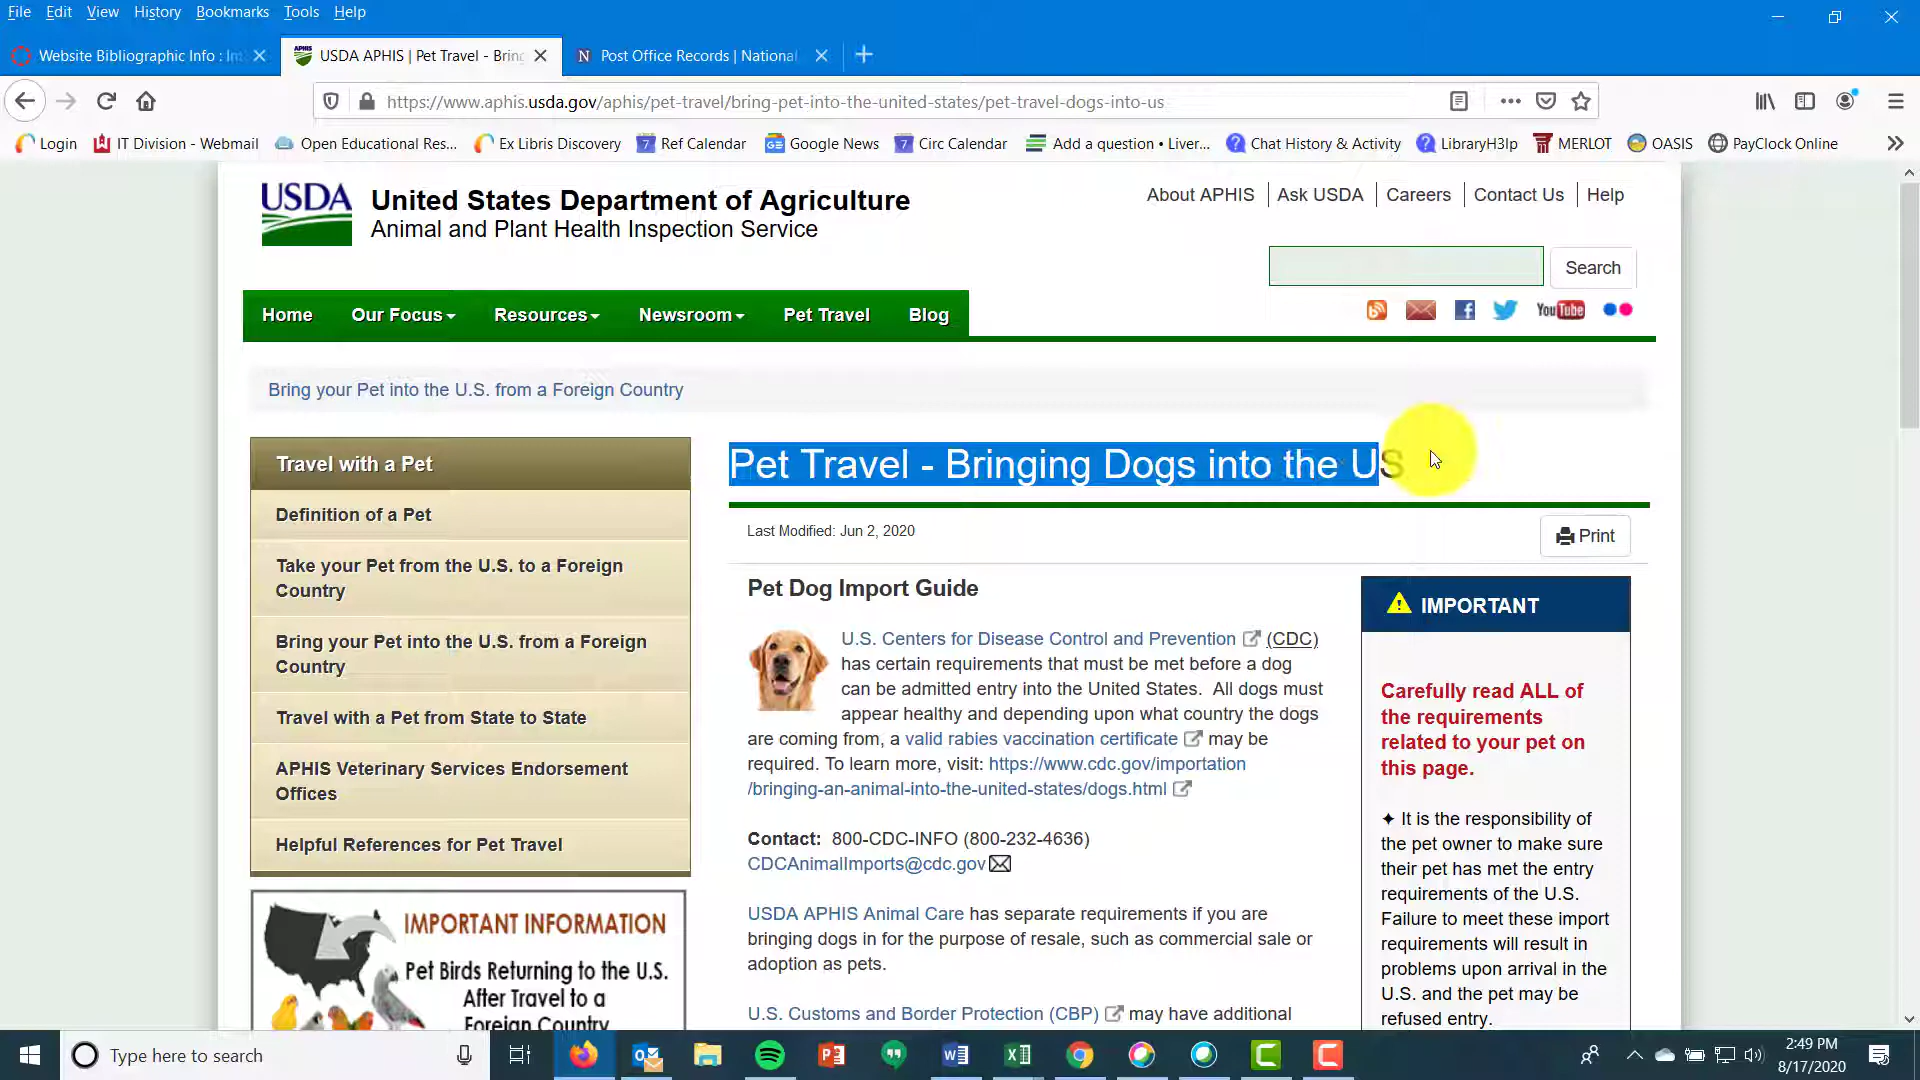 File Edit View History Bookmarks Tools Help
Website Bibliographic Info : Im
USDA APHIS | Pet Travel - Bring
Post Office Records | National
https://www.aphis.usda.gov/aphis/pet-travel/bring-pet-into-the-united-states/pet-travel-dogs-into-us
Login IT Division - Webmail Open Educational Res... Ex Libris Discovery 7 Ref Calendar Google News 7 Circ Calendar Add a question • Liver... Chat History & Activity LibraryH3lp MERLOT OASIS PayClock Online
USDA
United States Department of Agriculture
Animal and Plant Health Inspection Service
About APHIS Ask USDA Careers Contact Us Help
Search
Home Our Focus Resources Newsroom Pet Travel Blog
You Tube
Bring your Pet into the U.S. from a Foreign Country
Travel with a Pet
Definition of a Pet
Take your Pet from the U.S. to a Foreign
Country
Bring your Pet into the U.S. from a Foreign
Country
Travel with a Pet from State to State
APHIS Veterinary Services Endorsement
Offices
Helpful References for Pet Travel
IMPORTANT INFORMATION
Pet Birds Returning to the U.S.
After Travel to a
Foreign Country
Pet Travel - Bringing Dogs into the US
Last Modified: Jun 2, 2020
Print
Pet Dog Import Guide
U.S. Centers for Disease Control and Prevention (CDC)
has certain requirements that must be met before a dog
can be admitted entry into the United States. All dogs must
appear healthy and depending upon what country the dogs
are coming from, a valid rabies vaccination certificate may be
required. To learn more, visit: https://www.cdc.gov/importation
/bringing-an-animal-into-the-united-states/dogs.html
Contact: 800-CDC-INFO (800-232-4636)
CDCAnimalImports@cdc.gov
USDA APHIS Animal Care has separate requirements if you are
bringing dogs in for the purpose of resale, such as commercial sale or
adoption as pets.
U.S. Customs and Border Protection (CBP) may have additional
IMPORTANT
Carefully read ALL of
the requirements
related to your pet on
this page.
✦ It is the responsibility of
the pet owner to make sure
their pet has met the entry
requirements of the U.S.
Failure to meet these import
requirements will result in
problems upon arrival in the
U.S. and the pet may be
refused entry.
Type here to search
2:49 PM
8/17/2020